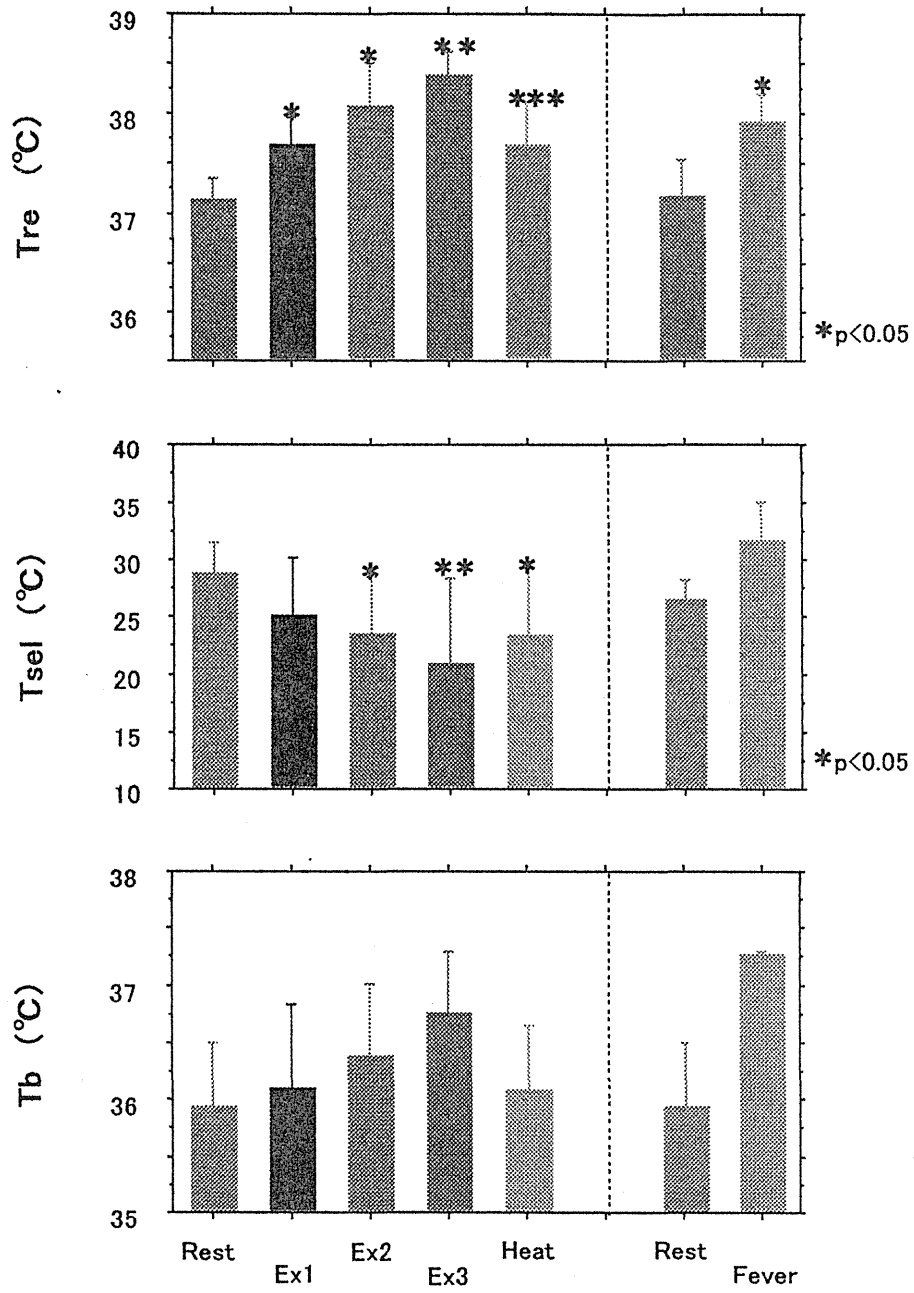 Tre (℃)
39
38
37
36
* * ** *** *
*p<0.05
Tsel (℃)
40
35
30
25
20
15
10
* ** *
*p<0.05
Tb (℃)
38
37
36
35
Rest Ex1 Ex2 Ex3 Heat Rest Fever